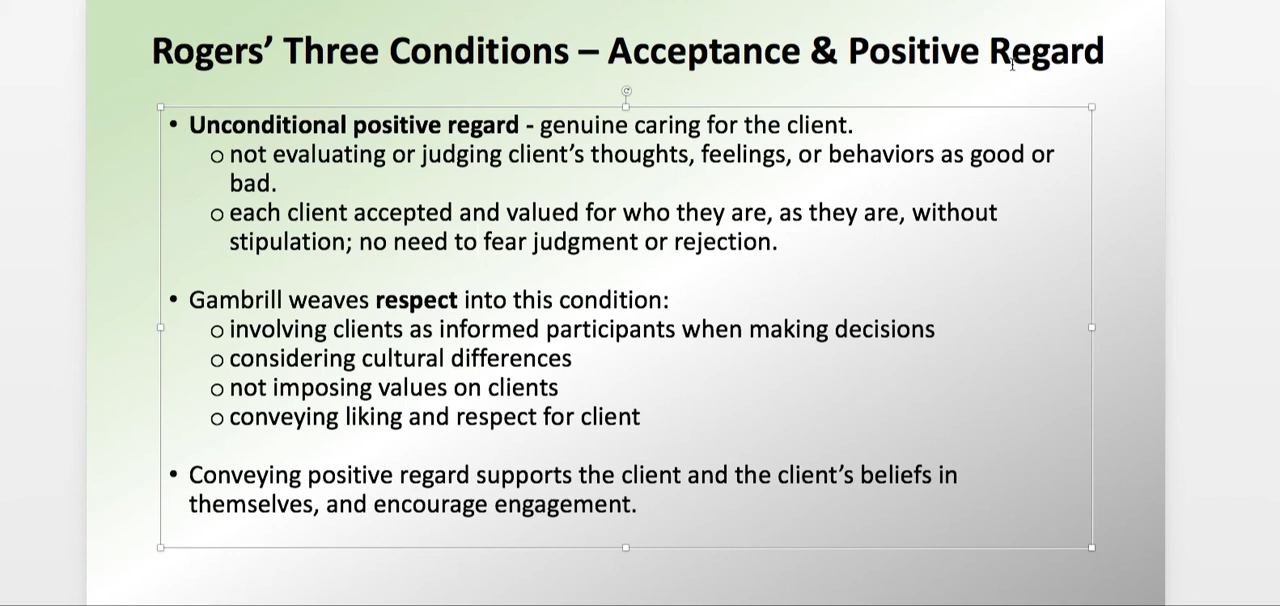 Rogers’ Three Conditions – Acceptance & Positive Regard
• Unconditional positive regard - genuine caring for the client.
o not evaluating or judging client’s thoughts, feelings, or behaviors as good or
bad.
o each client accepted and valued for who they are, as they are, without
stipulation; no need to fear judgment or rejection.
• Gambrill weaves respect into this condition:
o involving clients as informed participants when making decisions
o considering cultural differences
o not imposing values on clients
o conveying liking and respect for client
• Conveying positive regard supports the client and the client’s beliefs in
themselves, and encourage engagement.